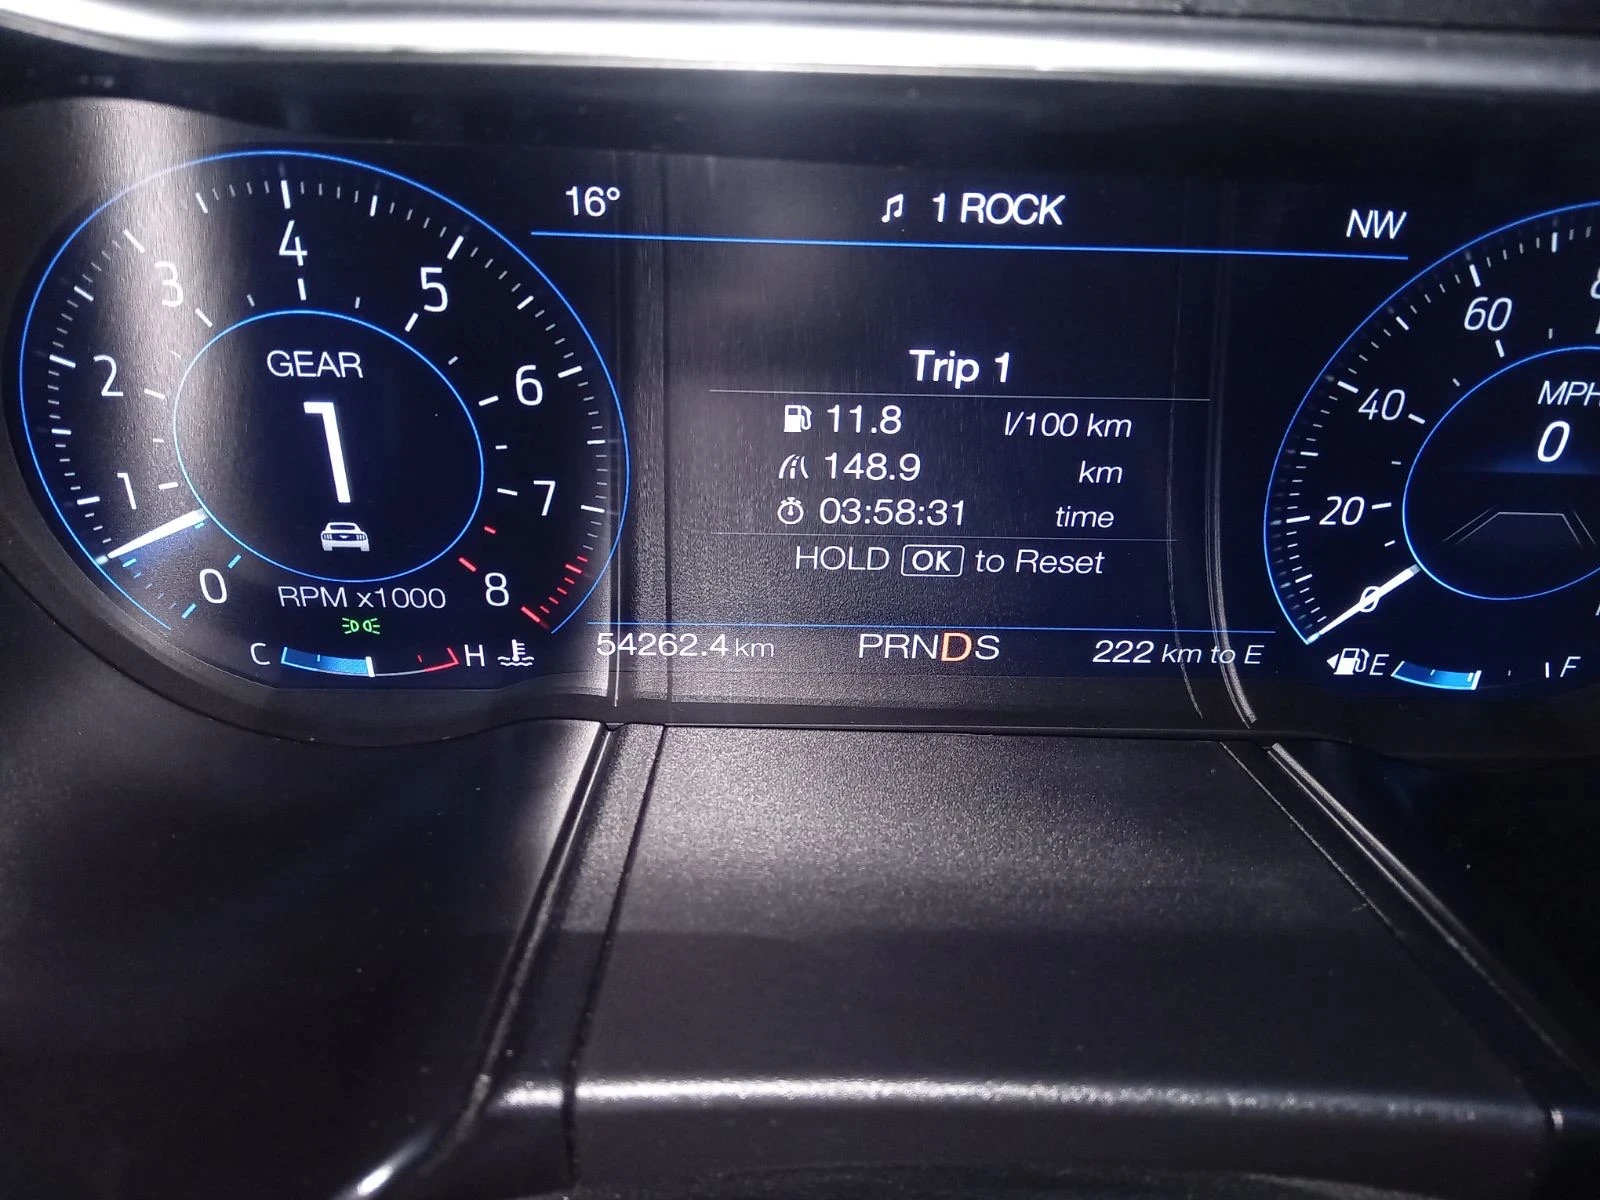 16° ♫ 1 ROCK NW
4
3 5
2 6
1 7
0 8
GEAR
1
RPM x1000
C H
Trip 1
11.8 l/100 km
148.9 km
03:58:31 time
HOLD OK to Reset
54262.4 km PRNDS 222 km to E
60
40
20
0
MPH
0
E F